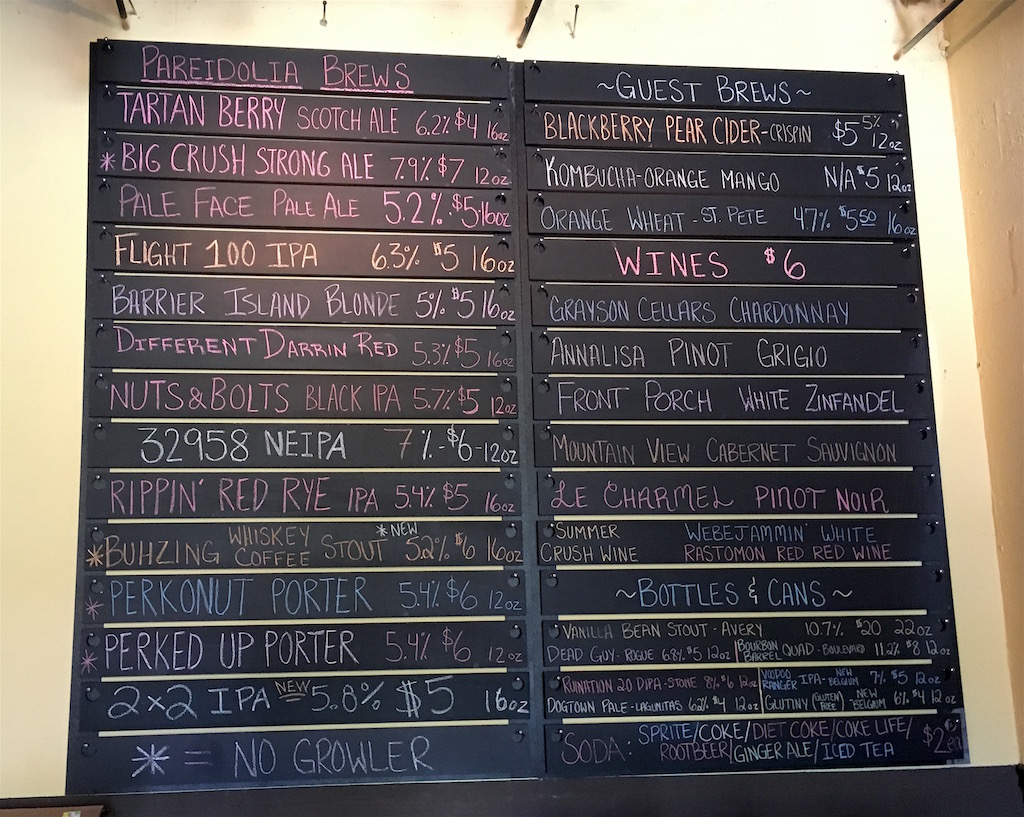 PAREIDOLIA BREWS
TARTAN BERRY SCOTCH ALE 6.2% $4 16oz
* BIG CRUSH STRONG ALE 7.9% $7 12oz
PALE FACE PALE ALE 5.2% $5 16oz
FLIGHT 100 IPA 6.3% $5 16oz
BARRIER ISLAND BLONDE 5% $5 16oz
DIFFERENT DARRIN RED 5.3% $5 16oz
NUTS & BOLTS BLACK IPA 5.7% $5 12oz
32958 NEIPA 7%-$6-12oz
RIPPIN' RED RYE IPA 5.4% $5 16oz
* BUHZING WHISKEY COFFEE STOUT *NEW 5.2% $6 16oz
* PERKONUT PORTER 5.4% $6 12oz
* PERKED UP PORTER 5.4% $6 12oz
2x2 IPA NEW 5.8% $5 16oz
* = NO GROWLER
~GUEST BREWS~
BLACKBERRY PEAR CIDER-CRISPIN $5 5% 12oz
KOMBUCHA-ORANGE MANGO N/A $5 12oz
ORANGE WHEAT - ST. PETE 4.7% $5.50 16oz
WINES $6
GRAYSON CELLARS CHARDONNAY
ANNALISA PINOT GRIGIO
FRONT PORCH WHITE ZINFANDEL
MOUNTAIN VIEW CABERNET SAUVIGNON
LE CHARMEL PINOT NOIR
SUMMER CRUSH WINE WEBEJAMMIN' WHITE
RASTOMON RED RED WINE
~BOTTLES & CANS~
VANILLA BEAN STOUT - AVERY 10.7% $20 22oz
DEAD GUY - ROGUE 6.8% $5 12oz | BOURBON BARREL QUAD - BOULEVARD 11.2% $8 12oz
RUINATION 2.0 DIPA - STONE 8% $6 12oz | VOODOO RANGER IPA - NEW BELGIUM 7% $5 12oz
DOGTOWN PALE - LAGUNITAS 6.2% $4 12oz | GLUTINY (GLUTEN FREE) - NEW BELGIUM 6% $4 12oz
SODA: SPRITE/COKE/DIET COKE/COKE LIFE/
ROOTBEER/GINGER ALE/ICED TEA